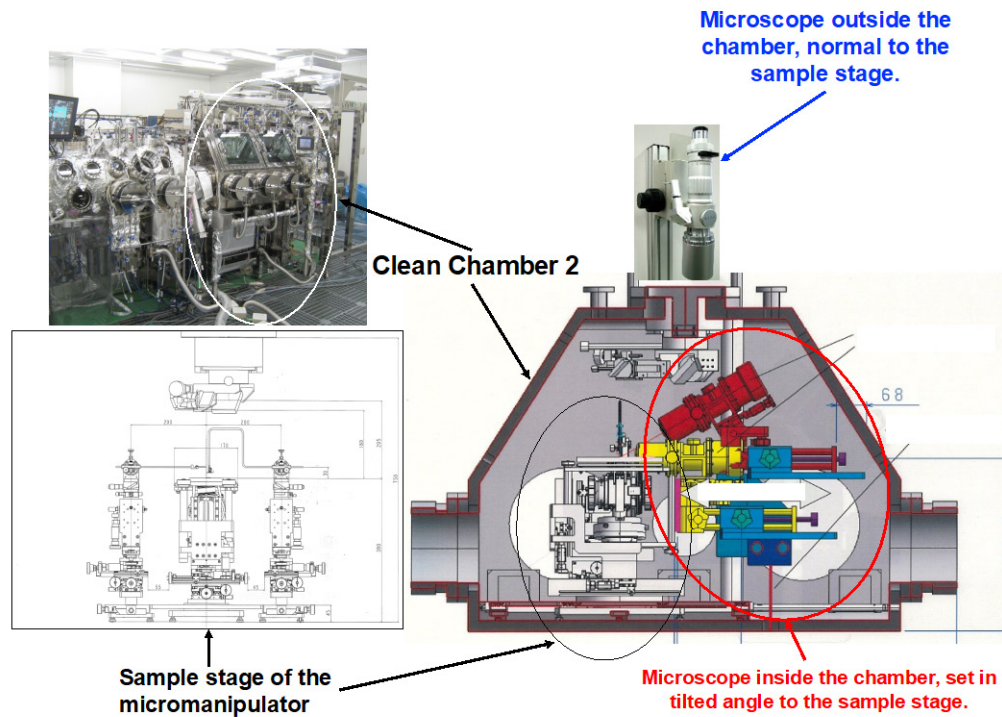 Microscope outside the
chamber, normal to the
sample stage.
Clean Chamber 2
68
Sample stage of the
micromanipulator
Microscope inside the chamber, set in
tilted angle to the sample stage.